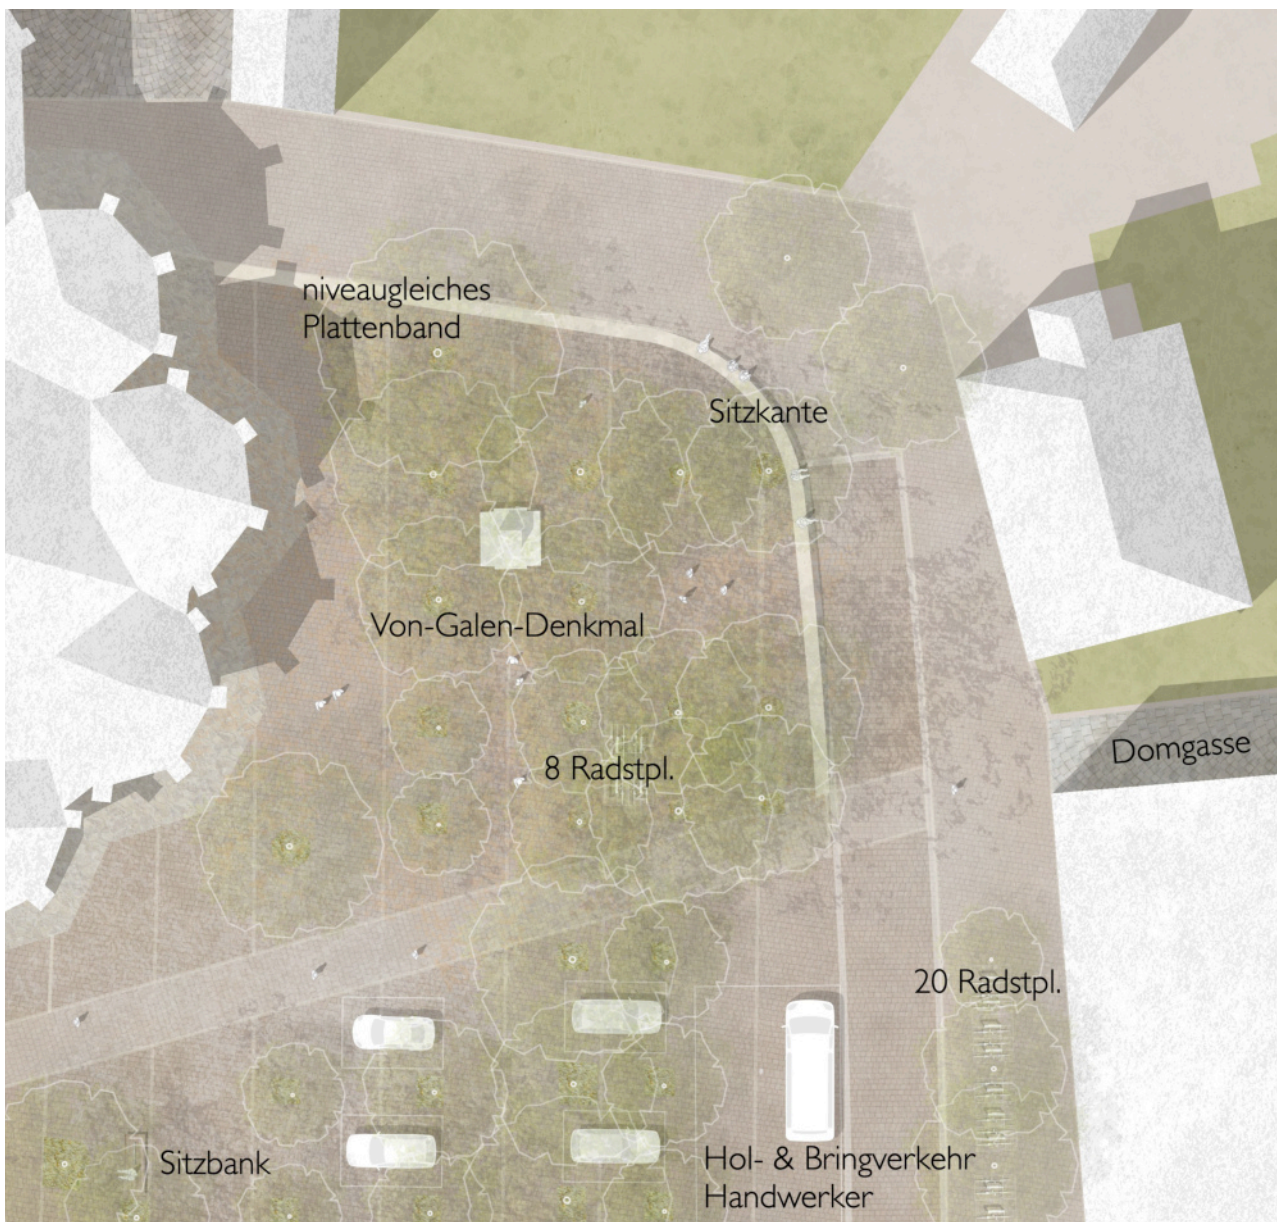 niveaugleiches
Plattenband
Sitzkante
Von-Galen-Denkmal
Domgasse
8 Radstpl.
20 Radstpl.
Sitzbank
Hol- & Bringverkehr
Handwerker